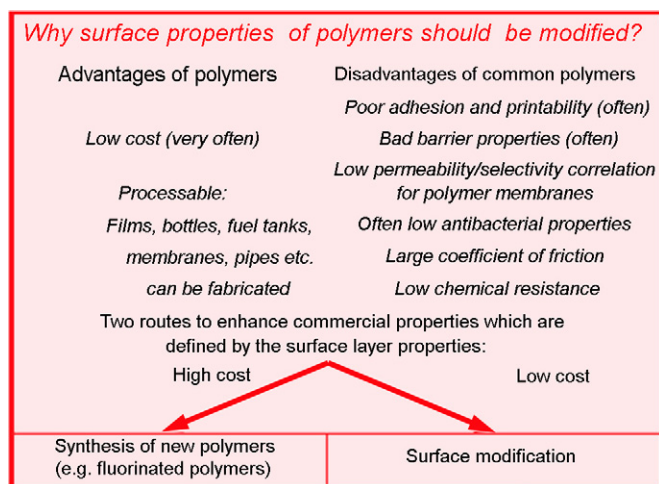 Why surface properties of polymers should be modified?
Advantages of polymers
Low cost (very often)
Processable:
Films, bottles, fuel tanks,
membranes, pipes etc.
can be fabricated
Disadvantages of common polymers
Poor adhesion and printability (often)
Bad barrier properties (often)
Low permeability/selectivity correlation
for polymer membranes
Often low antibacterial properties
Large coefficient of friction
Low chemical resistance
Two routes to enhance commercial properties which are
defined by the surface layer properties:
High cost
Low cost
Synthesis of new polymers
(e.g. fluorinated polymers)
Surface modification